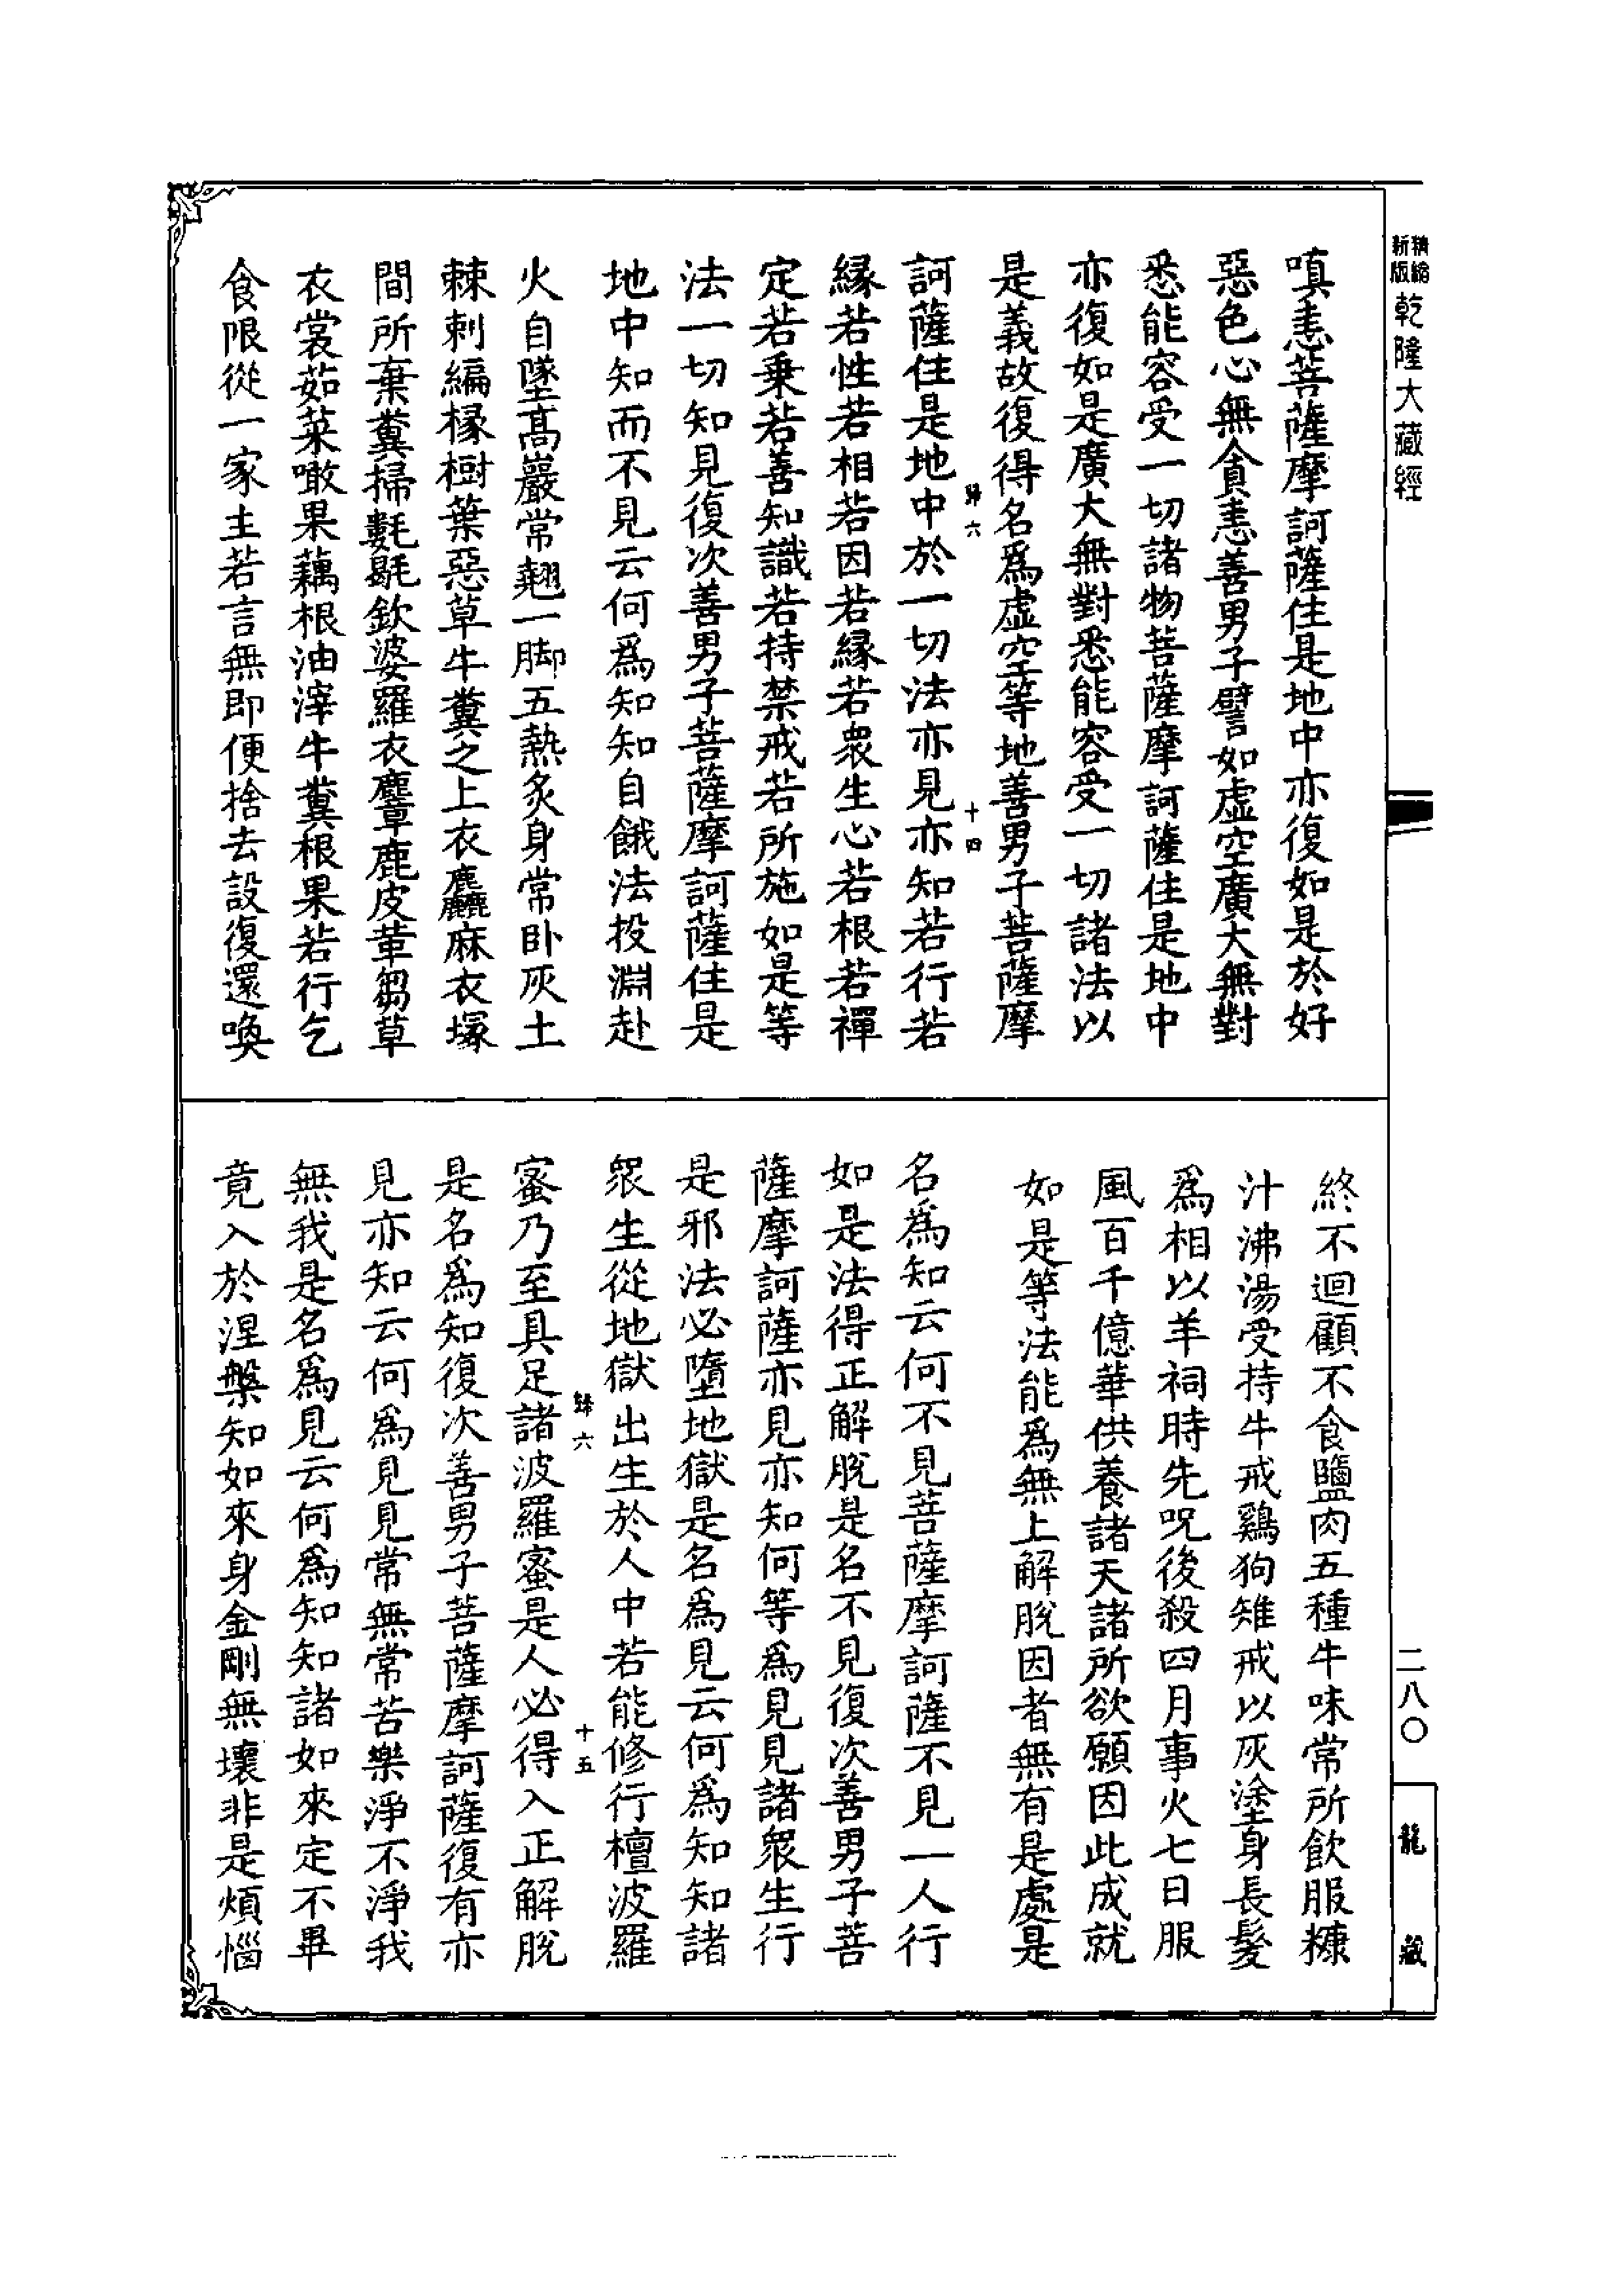 精縮
新版
乾隆大藏經
嗔恚菩薩摩訶薩住是地中亦復如是於好
惡色心無貪恚善男子譬如虛空廣大無對
悉能容受一切諸物菩薩摩訶薩住是地中
亦復如是廣大無對悉能容受一切諸法以
是義故復得名爲虛空等地善男子菩薩摩
歸六 十四
訶薩住是地中於一切法亦見亦知若行若
緣若性若相若因若緣若衆生心若根若禪
定若乗若善知識若持禁戒若所施如是等
法一切知見復次善男子菩薩摩訶薩住是
地中知而不見云何爲知知自餓法投淵赴
火自墜髙巖常翹一脚五熱炙身常卧灰土
棘刺編椽樹葉惡草牛糞之上衣麤麻衣塚
間所棄糞掃氀毼欽婆羅衣麞鹿皮革芻草
衣裳茹菜噉果藕根油滓牛糞根果若行乞
食限從一家主若言無即便捨去設復還喚
終不迴顧不食鹽肉五種牛味常所飲服糠
汁沸湯受持牛戒鷄狗雉戒以灰塗身長髮
爲相以羊祠時先呪後殺四月事火七日服
風百千億華供養諸天諸所欲願因此成就
如是等法能爲無上解脫因者無有是處是
名爲知云何不見菩薩摩訶薩不見一人行
如是法得正解脫是名不見復次善男子菩
薩摩訶薩亦見亦知何等爲見見諸衆生行
是邪法必墮地獄是名爲見云何爲知知諸
衆生從地獄出生於人中若能修行檀波羅
歸六 十五
蜜乃至具足諸波羅蜜是人必得入正解脫
是名爲知復次善男子菩薩摩訶薩復有亦
見亦知云何爲見見常無常苦樂淨不淨我
無我是名爲見云何爲知知諸如來定不畢
竟入於涅槃知如來身金剛無壞非是煩惱
二八〇
龍藏